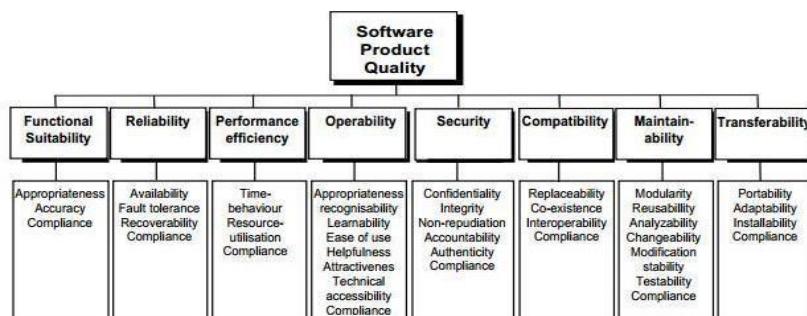 Software
Product
Quality
Functional
Suitability
Reliability
Performance
efficiency
Operability
Security
Compatibility
Maintain-
ability
Transferability
Appropriateness
Accuracy
Compliance
Availability
Fault tolerance
Recoverability
Compliance
Time-
behaviour
Resource-
utilisation
Compliance
Appropriateness
recognisability
Learnability
Ease of use
Helpfulness
Attractivenes
Technical
accessibility
Compliance
Confidentiality
Integrity
Non-repudiation
Accountability
Authenticity
Compliance
Replaceability
Co-existence
Interoperability
Compliance
Modularity
Reusabillity
Analyzability
Changeability
Modification
stability
Testability
Compliance
Portability
Adaptability
Installability
Compliance